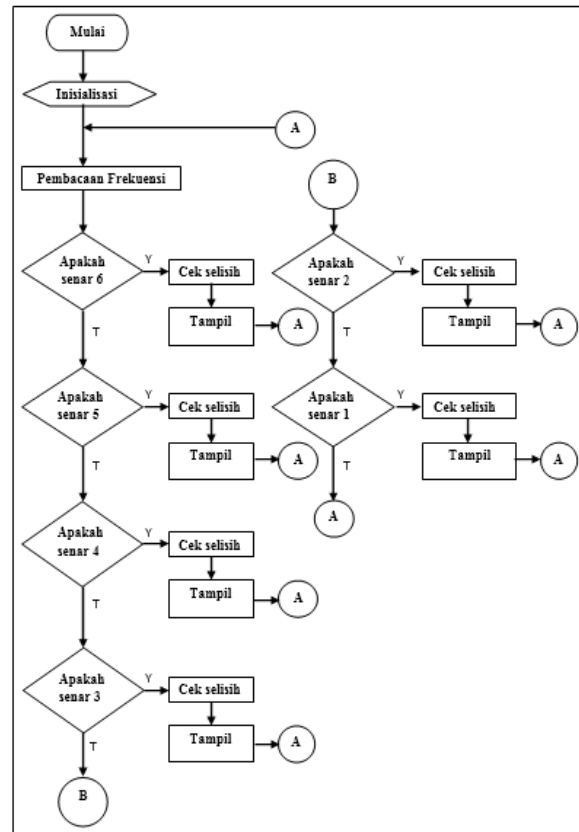 Mulai
Inisialisasi
A
Pembacaan Frekuensi
Apakah
senar 6
Y
Cek selisih
Tampil
A
T
Apakah
senar 5
Y
Cek selisih
Tampil
A
T
Apakah
senar 4
Y
Cek selisih
Tampil
A
T
Apakah
senar 3
Y
Cek selisih
Tampil
A
T
B
B
Apakah
senar 2
Y
Cek selisih
Tampil
A
T
Apakah
senar 1
Y
Cek selisih
Tampil
A
T
A